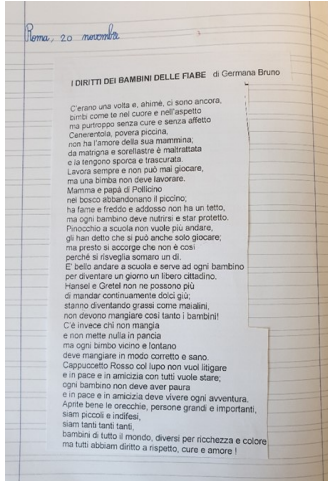 Roma, 20 novembre
I DIRITTI DEI BAMBINI DELLE FIABE di Germana Bruno
C'erano una volta e, ahimè, ci sono ancora,
bimbi come te nel cuore e nell'aspetto
ma purtroppo senza cure e senza affetto
Cenerentola, povera piccina,
non ha l'amore della sua mammina;
da matrigna e sorellastre è maltrattata
e la tengono sporca e trascurata.
Lavora sempre e non può mai giocare,
ma una bimba non deve lavorare.
Mamma e papà di Pollicino
nel bosco abbandonano il piccino;
ha fame e freddo e addosso non ha un tetto,
ma ogni bambino deve nutrirsi e star protetto.
Pinocchio a scuola non vuole più andare,
gli han detto che si può anche solo giocare;
ma presto si accorge che non è così
perché si risveglia somaro un dì.
E' bello andare a scuola e serve ad ogni bambino
per diventare un giorno un libero cittadino.
Hansel e Gretel non ne possono più
di mandar continuamente dolci giù;
stanno diventando grassi come maialini,
non devono mangiare così tanto i bambini!
C'è invece chi non mangia
e non mette nulla in pancia
ma ogni bimbo vicino e lontano
deve mangiare in modo corretto e sano.
Cappuccetto Rosso col lupo non vuol litigare
e in pace e in amicizia con tutti vuole stare;
ogni bambino non deve aver paura
e in pace e in amicizia deve vivere ogni avventura.
Aprite bene le orecchie, persone grandi e importanti,
siam piccoli e indifesi,
siam tanti tanti tanti,
bambini di tutto il mondo, diversi per ricchezza e colore
ma tutti abbiam diritto a rispetto, cure e amore !